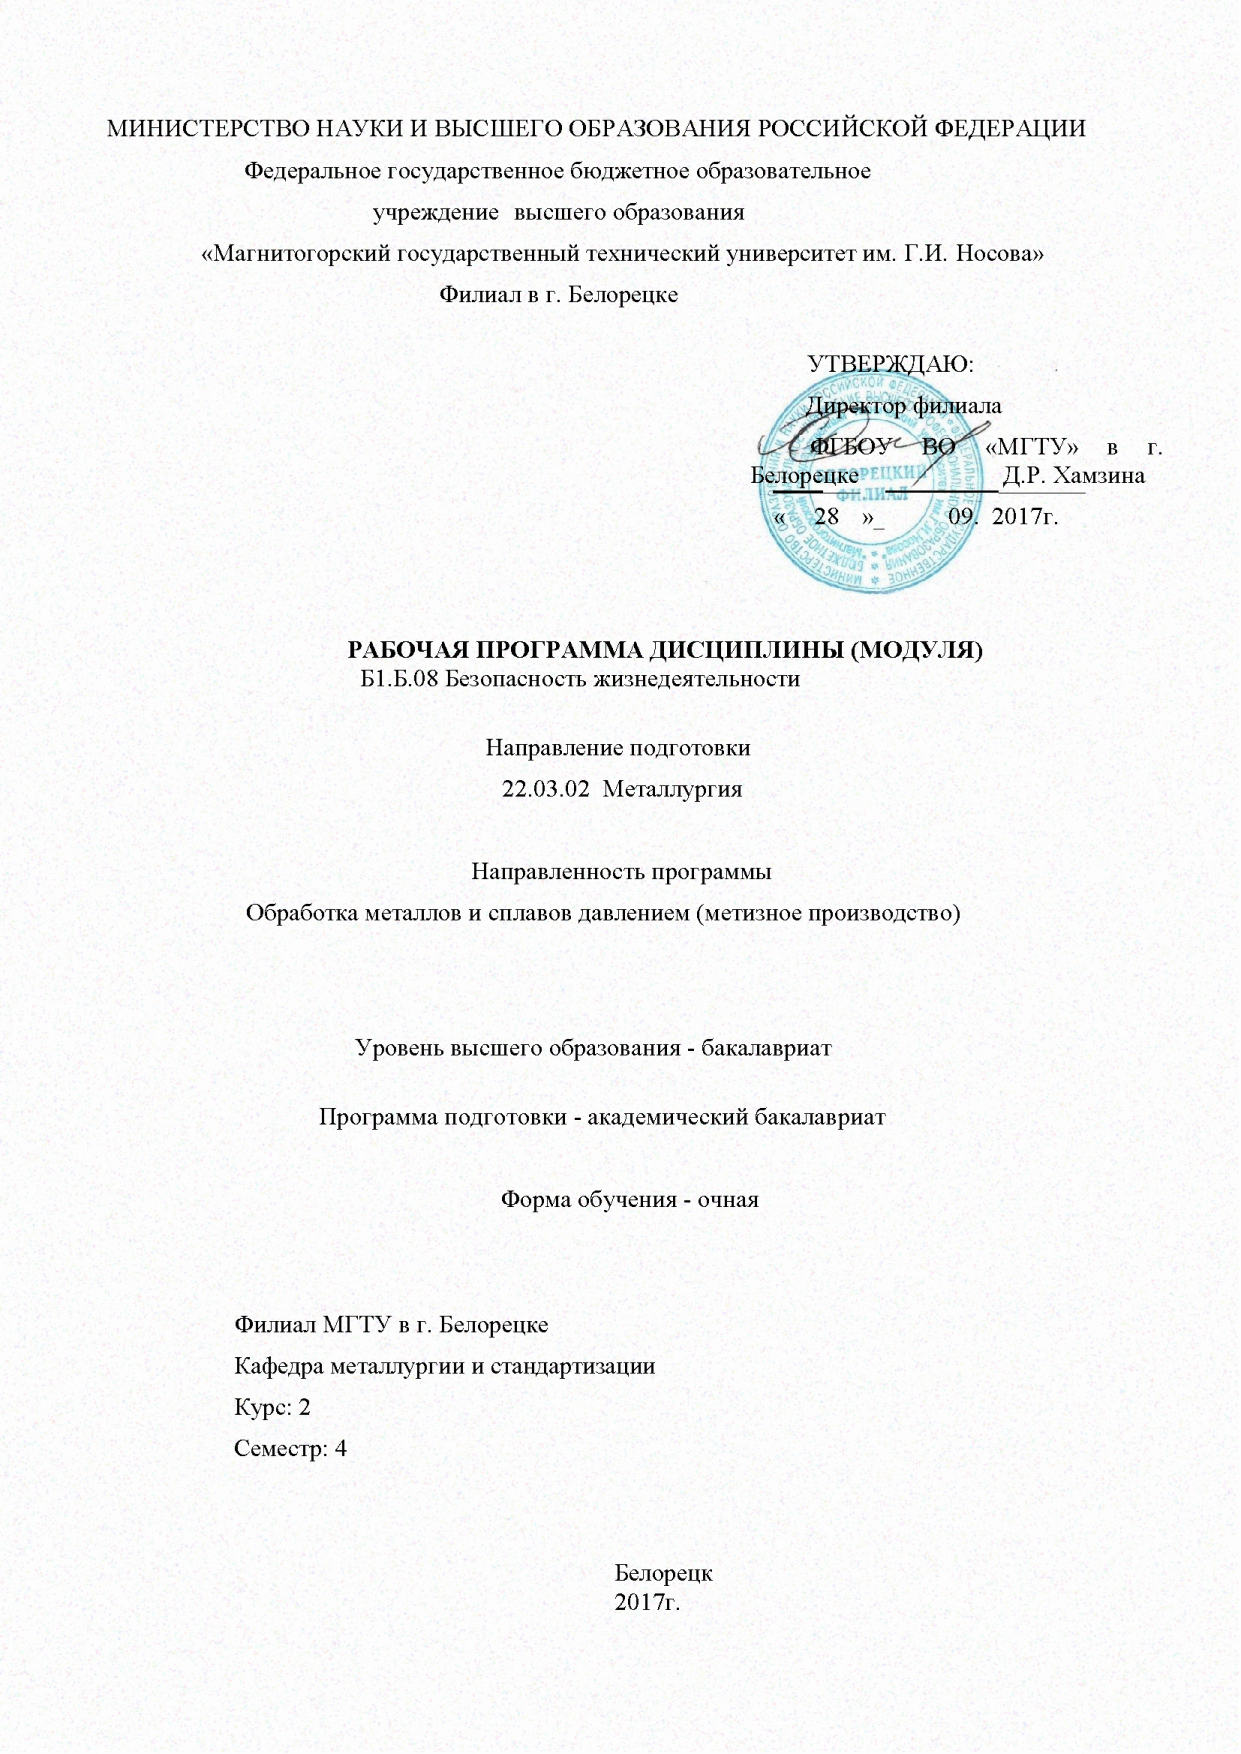 МИНИСТЕРСТВО НАУКИ И ВЫСШЕГО ОБРАЗОВАНИЯ РОССИЙСКОЙ ФЕДЕРАЦИИ
Федеральное государственное бюджетное образовательное
учреждение высшего образования
«Магнитогорский государственный технический университет им. Г.И. Носова»
Филиал в г. Белорецке
УТВЕРЖДАЮ:
Директор филиала
ФГБОУ ВО «МГТУ» в г.
Белорецке Д.Р. Хамзина
« 28 »_ 09. 2017г.
БЕЛОРЕЦКИЙ
ФИЛИАЛ
РАБОЧАЯ ПРОГРАММА ДИСЦИПЛИНЫ (МОДУЛЯ)
Б1.Б.08 Безопасность жизнедеятельности
Направление подготовки
22.03.02 Металлургия
Направленность программы
Обработка металлов и сплавов давлением (метизное производство)
Уровень высшего образования - бакалавриат
Программа подготовки - академический бакалавриат
Форма обучения - очная
Филиал МГТУ в г. Белорецке
Кафедра металлургии и стандартизации
Курс: 2
Семестр: 4
Белорецк
2017г.